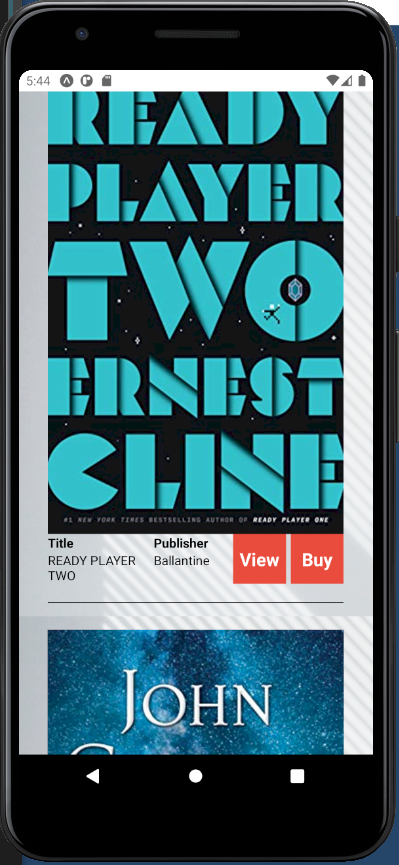 5:44
READY
PLAYER
TWO
ERNEST
CLINE
#1 NEW YORK TIMES BESTSELLING AUTHOR OF READY PLAYER ONE
Title Publisher
READY PLAYER Ballantine View Buy
TWO
JOHN